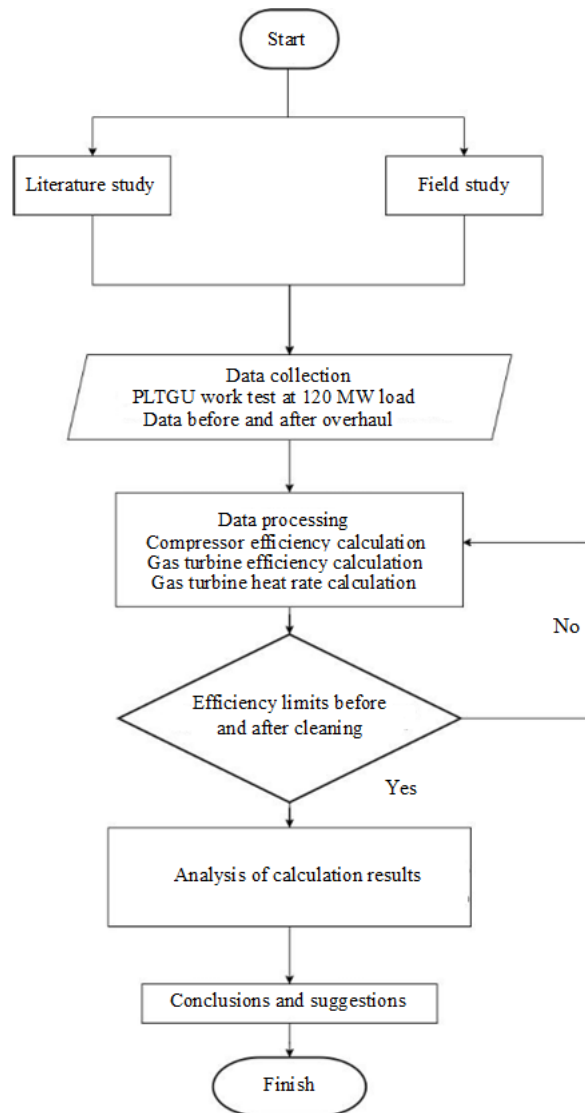 Start
Literature study
Field study
Data collection
PLTGU work test at 120 MW load
Data before and after overhaul
Data processing
Compressor efficiency calculation
Gas turbine efficiency calculation
Gas turbine heat rate calculation
No
Efficiency limits before
and after cleaning
Yes
Analysis of calculation results
Conclusions and suggestions
Finish